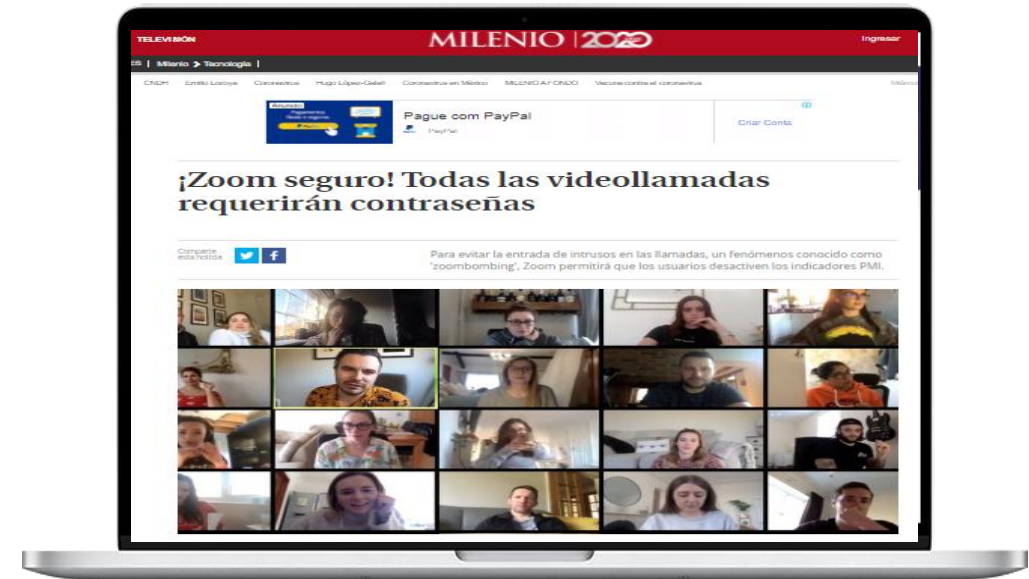 TELEVISIÓN
MILENIO | 2020
Ingresar
ES | Milenio > Tecnología |
CNDH Emilio Lozoya Coronavirus Hugo López-Gatell Coronavirus en México MILENIO A FONDO Vacuna contra el coronavirus
Anuncio
Pague com PayPal
PayPal
Criar Conta
¡Zoom seguro! Todas las videollamadas
requerirán contraseñas
Comparte
esta noticia
Para evitar la entrada de intrusos en las llamadas, un fenómenos conocido como
'zoombombing', Zoom permitirá que los usuarios desactiven los indicadores PMI.